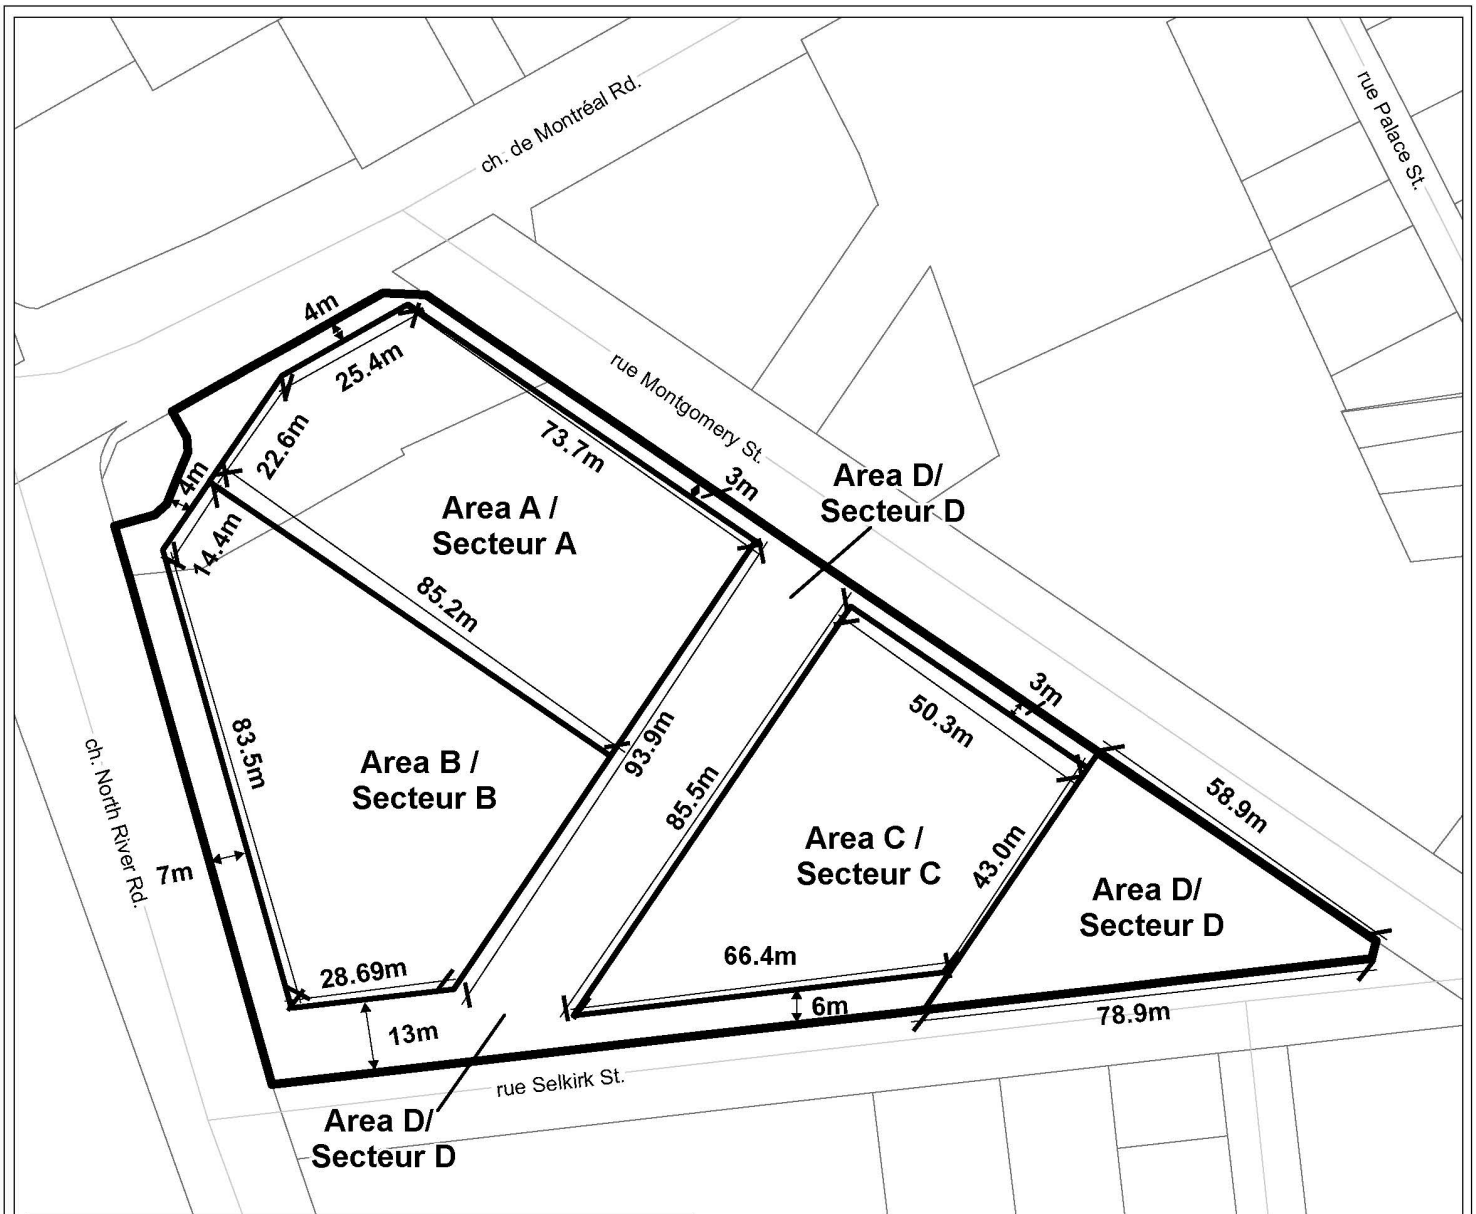 ch. de Montréal Rd.
rue Palace St.
4m
25.4m
rue Montgomery St.
22.6m
73.7m
4m
3m
Area D/
Secteur D
Area A /
Secteur A
14.4m
85.2m
3m
50.3m
93.9m
83.5m
ch. North River Rd.
Area B /
Secteur B
85.5m
58.9m
Area C /
Secteur C
43.0m
7m
Area D/
Secteur D
66.4m
28.69m
6m
78.9m
13m
rue Selkirk St.
Area D/
Secteur D